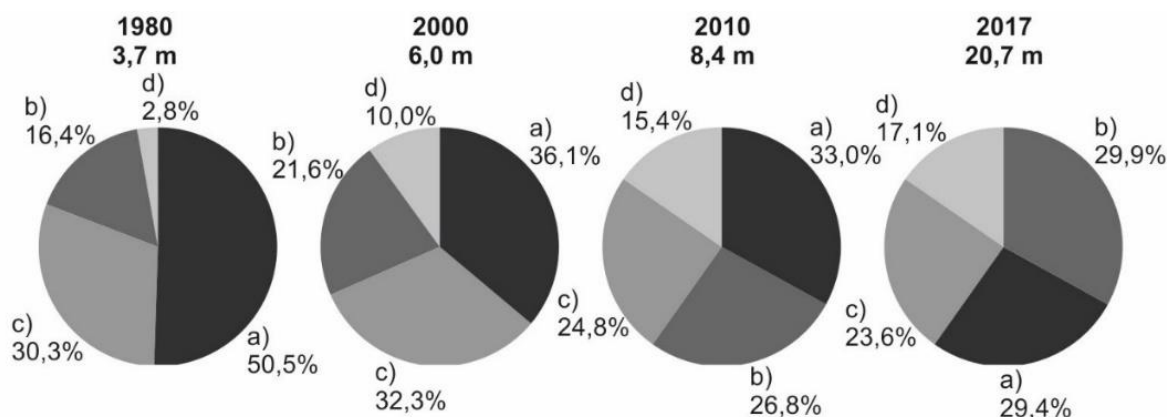 1980
3,7 m
d)
2,8%
b)
16,4%
c)
30,3%
a)
50,5%
2000
6,0 m
d)
10,0%
a)
36,1%
b)
21,6%
c)
32,3%
2010
8,4 m
d)
15,4%
a)
33,0%
c)
24,8%
b)
26,8%
2017
20,7 m
d)
17,1%
b)
29,9%
c)
23,6%
a)
29,4%